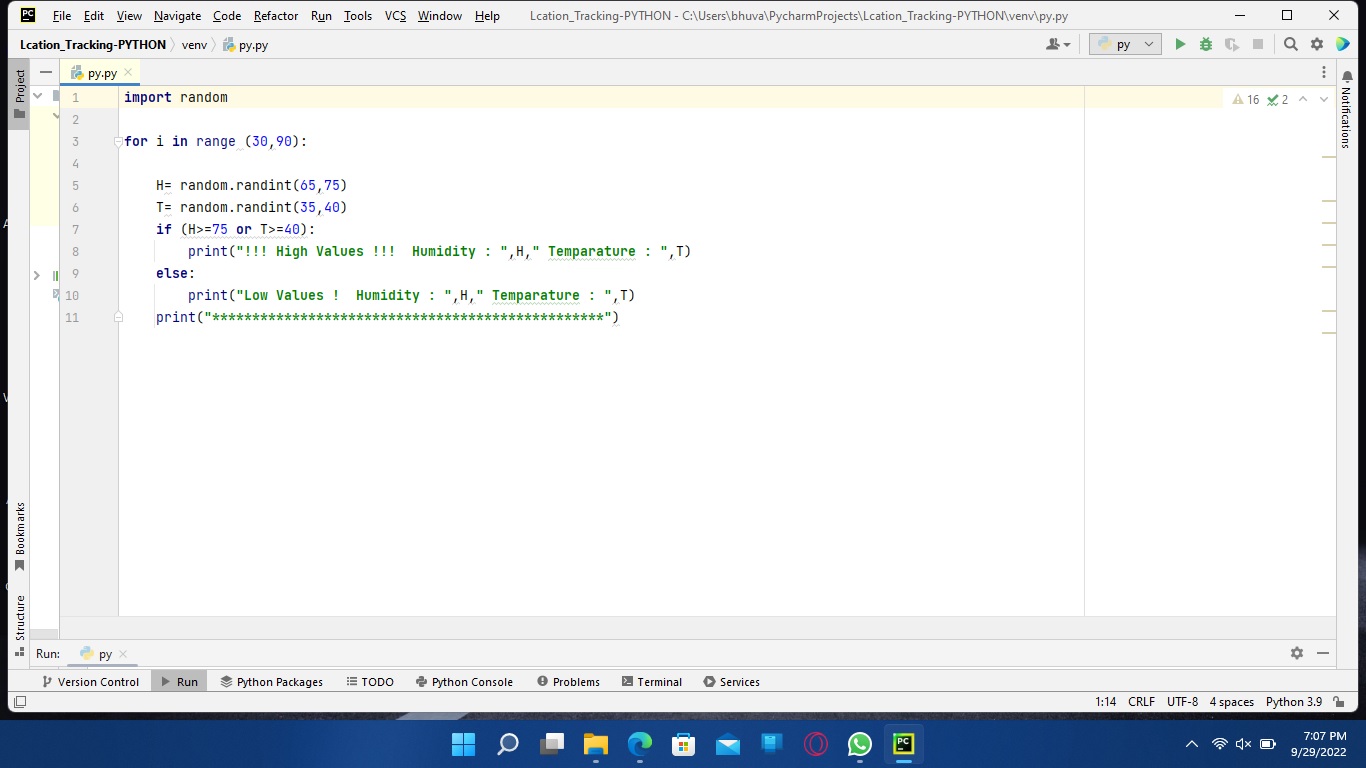 PC File Edit View Navigate Code Refactor Run Tools VCS Window Help Lcation_Tracking-PYTHON - C:\Users\bhuva\PycharmProjects\Lcation_Tracking-PYTHON\venv\py.py
Lcation_Tracking-PYTHON venv py.py py
Project
py.py
Notifications
16 2
1 import random
2
3 for i in range (30,90):
4
5     H= random.randint(65,75)
6     T= random.randint(35,40)
7     if (H>=75 or T>=40):
8         print("!!! High Values !!!  Humidity : ",H," Temparature : ",T)
9     else:
10         print("Low Values !  Humidity : ",H," Temparature : ",T)
11     print("*************************************************")
Bookmarks
Structure
Run: py
Version Control Run Python Packages TODO Python Console Problems Terminal Services
1:14 CRLF UTF-8 4 spaces Python 3.9
PC
7:07 PM
9/29/2022